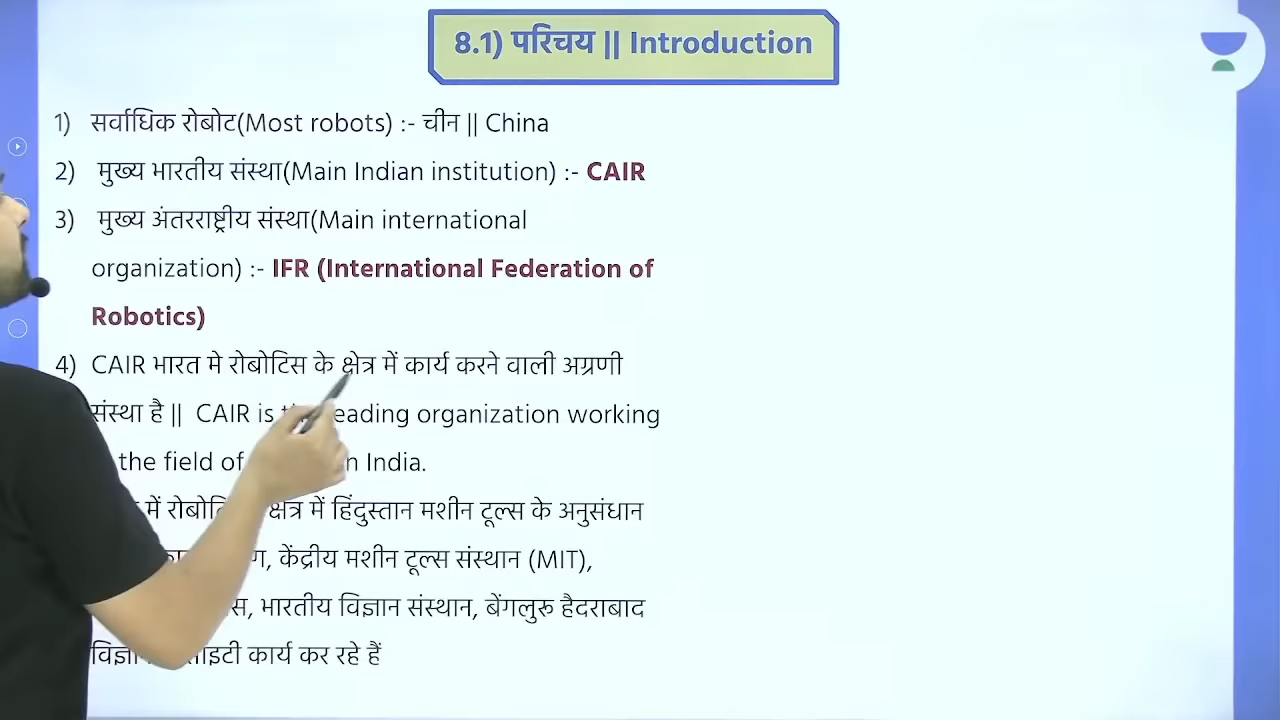 8.1) परिचय || Introduction
1) सर्वाधिक रोबोट(Most robots) :- चीन || China
2) मुख्य भारतीय संस्था(Main Indian institution) :- CAIR
3) मुख्य अंतरराष्ट्रीय संस्था(Main international
organization) :- IFR (International Federation of
Robotics)
4) CAIR भारत मे रोबोटिस के क्षेत्र में कार्य करने वाली अग्रणी
संस्था है || CAIR is leading organization working
the field of India.
में क्षेत्र में हिंदुस्तान मशीन टूल्स के अनुसंधान
केंद्रीय मशीन टूल्स संस्थान (MIT),
भारतीय विज्ञान संस्थान, बेंगलुरू हैदराबाद
कार्य कर रहे हैं